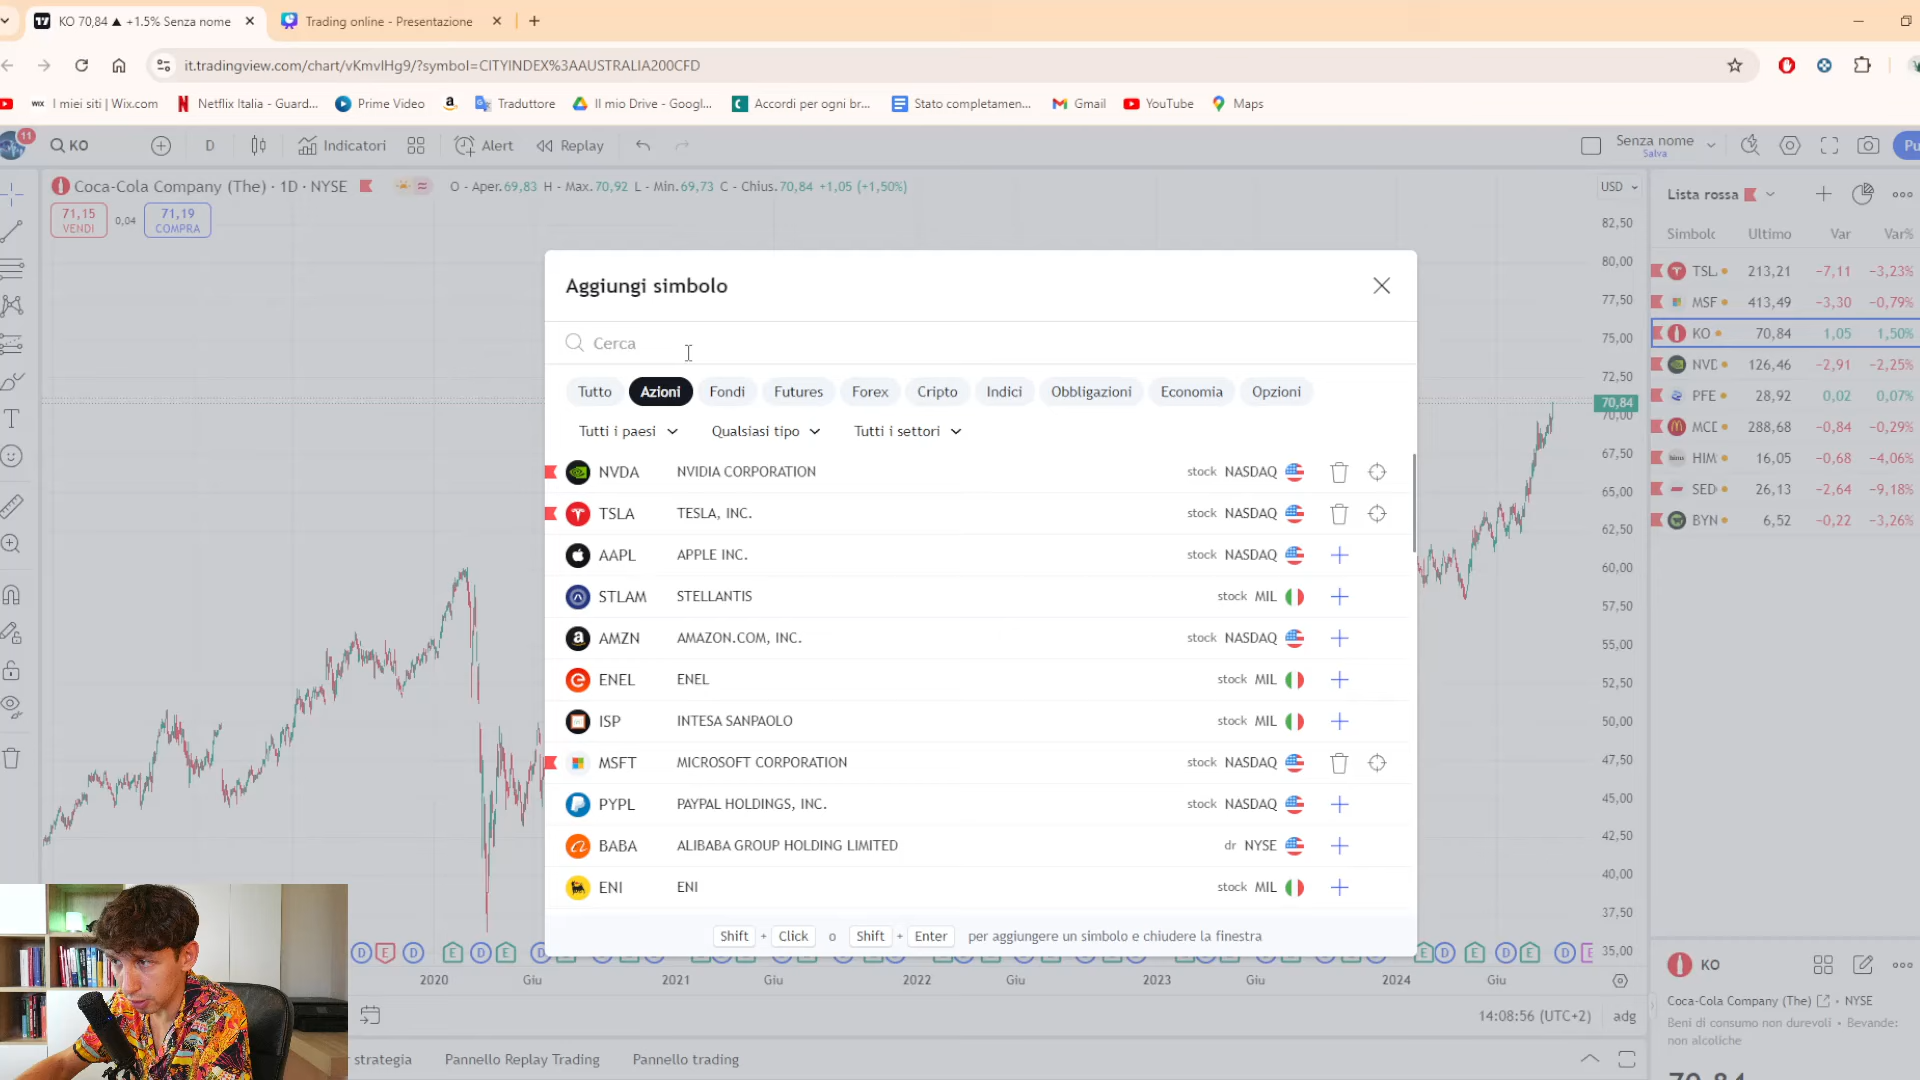 KO 70,84 ▲ +1.5% Senza nome
Trading online - Presentazione
it.tradingview.com/chart/vKmvIHg9/?symbol=CITYINDEX%3AAUSTRALIA200CFD
I miei siti | Wix.com
Netflix Italia - Guard...
Prime Video
Traduttore
Il mio Drive - Googl...
Accordi per ogni br...
Stato completamen...
Gmail
YouTube
Maps
11
KO
D
Indicatori
Alert
Replay
Senza nome
Salva
Coca-Cola Company (The) · 1D · NYSE
O - Aper.69,83 H - Max.70,92 L - Min.69,73 C - Chius.70,84 +1,05 (+1,50%)
71,15
VENDI
0,04
71,19
COMPRA
USD
82,50
80,00
77,50
75,00
72,50
70,84
70,00
67,50
65,00
62,50
60,00
57,50
55,00
52,50
50,00
47,50
45,00
42,50
40,00
37,50
35,00
Lista rossa
Simbolo Ultimo Var Var%
TSL 213,21 −7,11 −3,23%
MSF 413,49 −3,30 −0,79%
KO 70,84 1,05 1,50%
NVD 126,46 −2,91 −2,25%
PFE 28,92 0,02 0,07%
MCD 288,68 −0,84 −0,29%
HIM 16,05 −0,68 −4,06%
SED 26,13 −2,64 −9,18%
BYN 6,52 −0,22 −3,26%
Aggiungi simbolo
Cerca
Tutto Azioni Fondi Futures Forex Cripto Indici Obbligazioni Economia Opzioni
Tutti i paesi Qualsiasi tipo Tutti i settori
NVDA NVIDIA CORPORATION stock NASDAQ
TSLA TESLA, INC. stock NASDAQ
AAPL APPLE INC. stock NASDAQ
STLAM STELLANTIS stock MIL
AMZN AMAZON.COM, INC. stock NASDAQ
ENEL ENEL stock MIL
ISP INTESA SANPAOLO stock MIL
MSFT MICROSOFT CORPORATION stock NASDAQ
PYPL PAYPAL HOLDINGS, INC. stock NASDAQ
BABA ALIBABA GROUP HOLDING LIMITED dr NYSE
ENI ENI stock MIL
Shift + Click o Shift + Enter per aggiungere un simbolo e chiudere la finestra
2020 Giu 2021 Giu 2022 Giu 2023 Giu 2024 Giu
14:08:56 (UTC+2) adg
strategia
Pannello Replay Trading
Pannello trading
KO
Coca-Cola Company (The) • NYSE
Beni di consumo non durevoli • Bevande:
non alcoliche
70,84